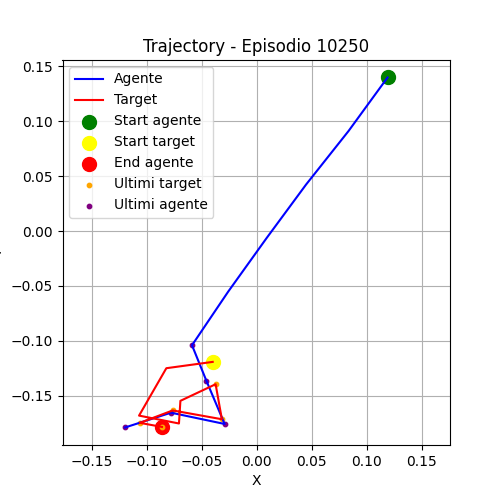 Trajectory - Episodio 10250
Agente
Target
Start agente
Start target
End agente
Ultimi target
Ultimi agente
0.15
0.10
0.05
0.00
−0.05
−0.10
−0.15
−0.15
−0.10
−0.05
0.00
0.05
0.10
0.15
X